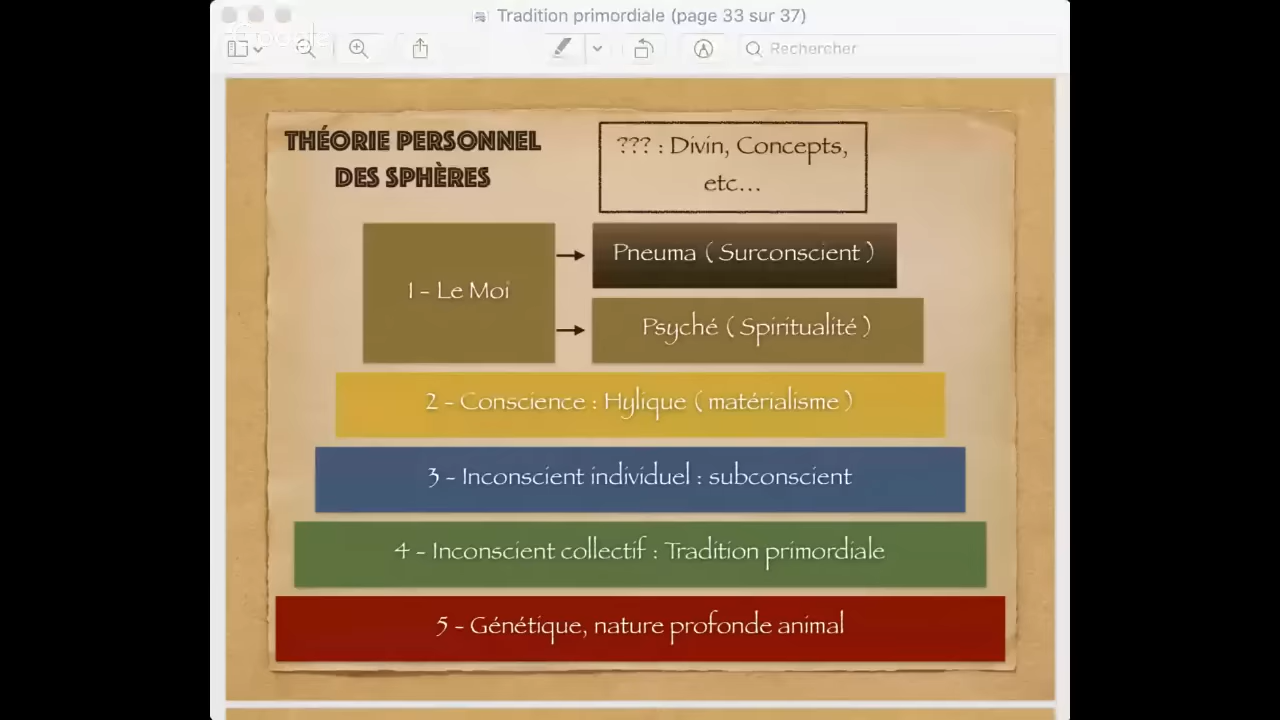 Tradition primordiale (page 33 sur 37)
Rechercher
THÉORIE PERSONNEL
DES SPHÈRES
??? : Divin, Concepts,
etc...
1 - Le Moi
Pneuma ( Surconscient )
Psyché ( Spiritualité )
2 - Conscience : Hylique ( matérialisme )
3 - Inconscient individuel : subconscient
4 - Inconscient collectif : Tradition primordiale
5 - Génétique, nature profonde animal